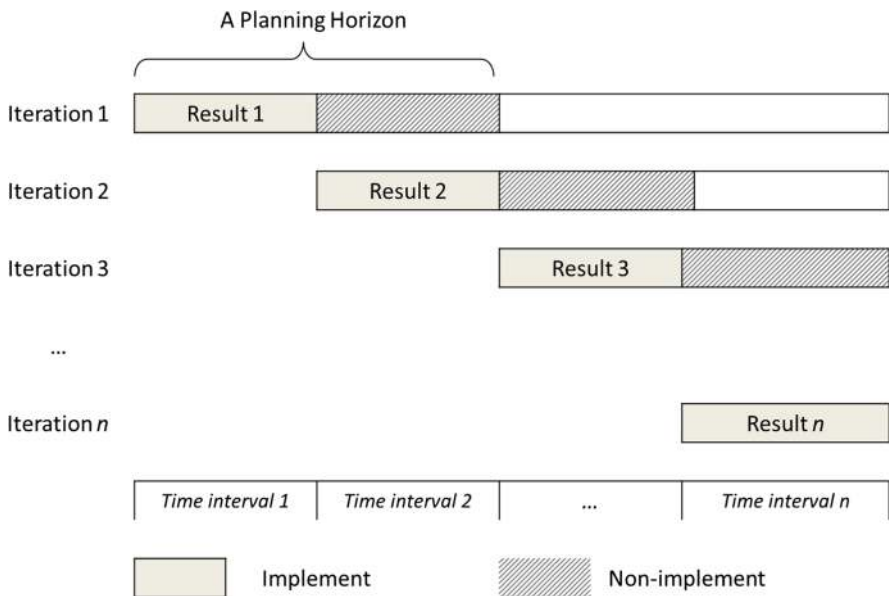 A Planning Horizon
Iteration 1
Result 1
Iteration 2
Result 2
Iteration 3
Result 3
...
Iteration n
Result n
Time interval 1
Time interval 2
...
Time interval n
Implement
Non-implement